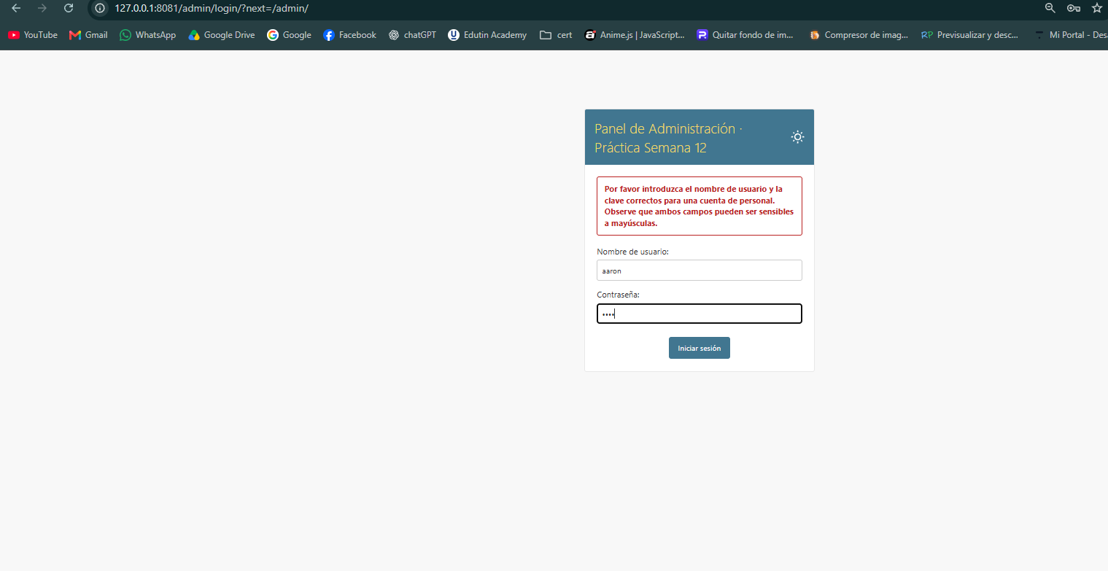 127.0.0.1:8081/admin/login/?next=/admin/
YouTube Gmail WhatsApp Google Drive Google Facebook chatGPT Edutin Academy cert Anime.js | JavaScript... Quitar fondo de im... Compresor de imag... Previsualizar y desc... Mi Portal - Desa
Panel de Administración ·
Práctica Semana 12
Por favor introduzca el nombre de usuario y la
clave correctos para una cuenta de personal.
Observe que ambos campos pueden ser sensibles
a mayúsculas.
Nombre de usuario:
aaron
Contraseña:
••••
Iniciar sesión